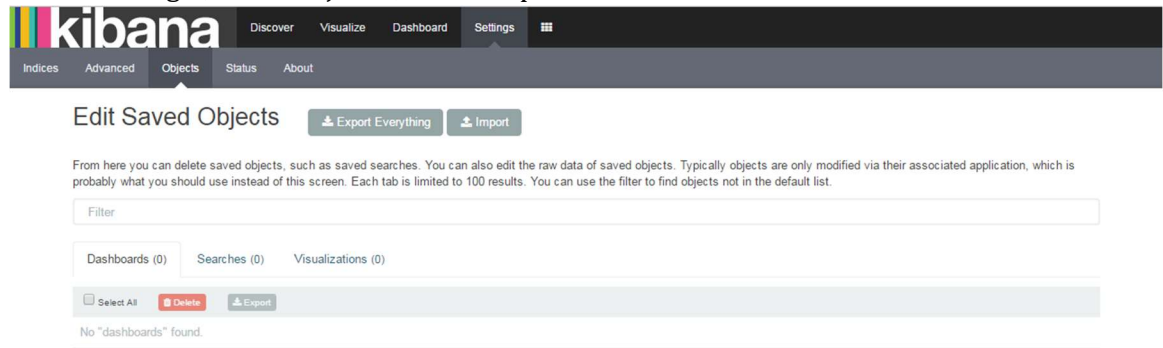 kibana Discover Visualize Dashboard Settings
Indices Advanced Objects Status About
Edit Saved Objects Export Everything Import
From here you can delete saved objects, such as saved searches. You can also edit the raw data of saved objects. Typically objects are only modified via their associated application, which is
probably what you should use instead of this screen. Each tab is limited to 100 results. You can use the filter to find objects not in the default list.
Filter
Dashboards (0) Searches (0) Visualizations (0)
Select All Delete Export
No "dashboards" found.